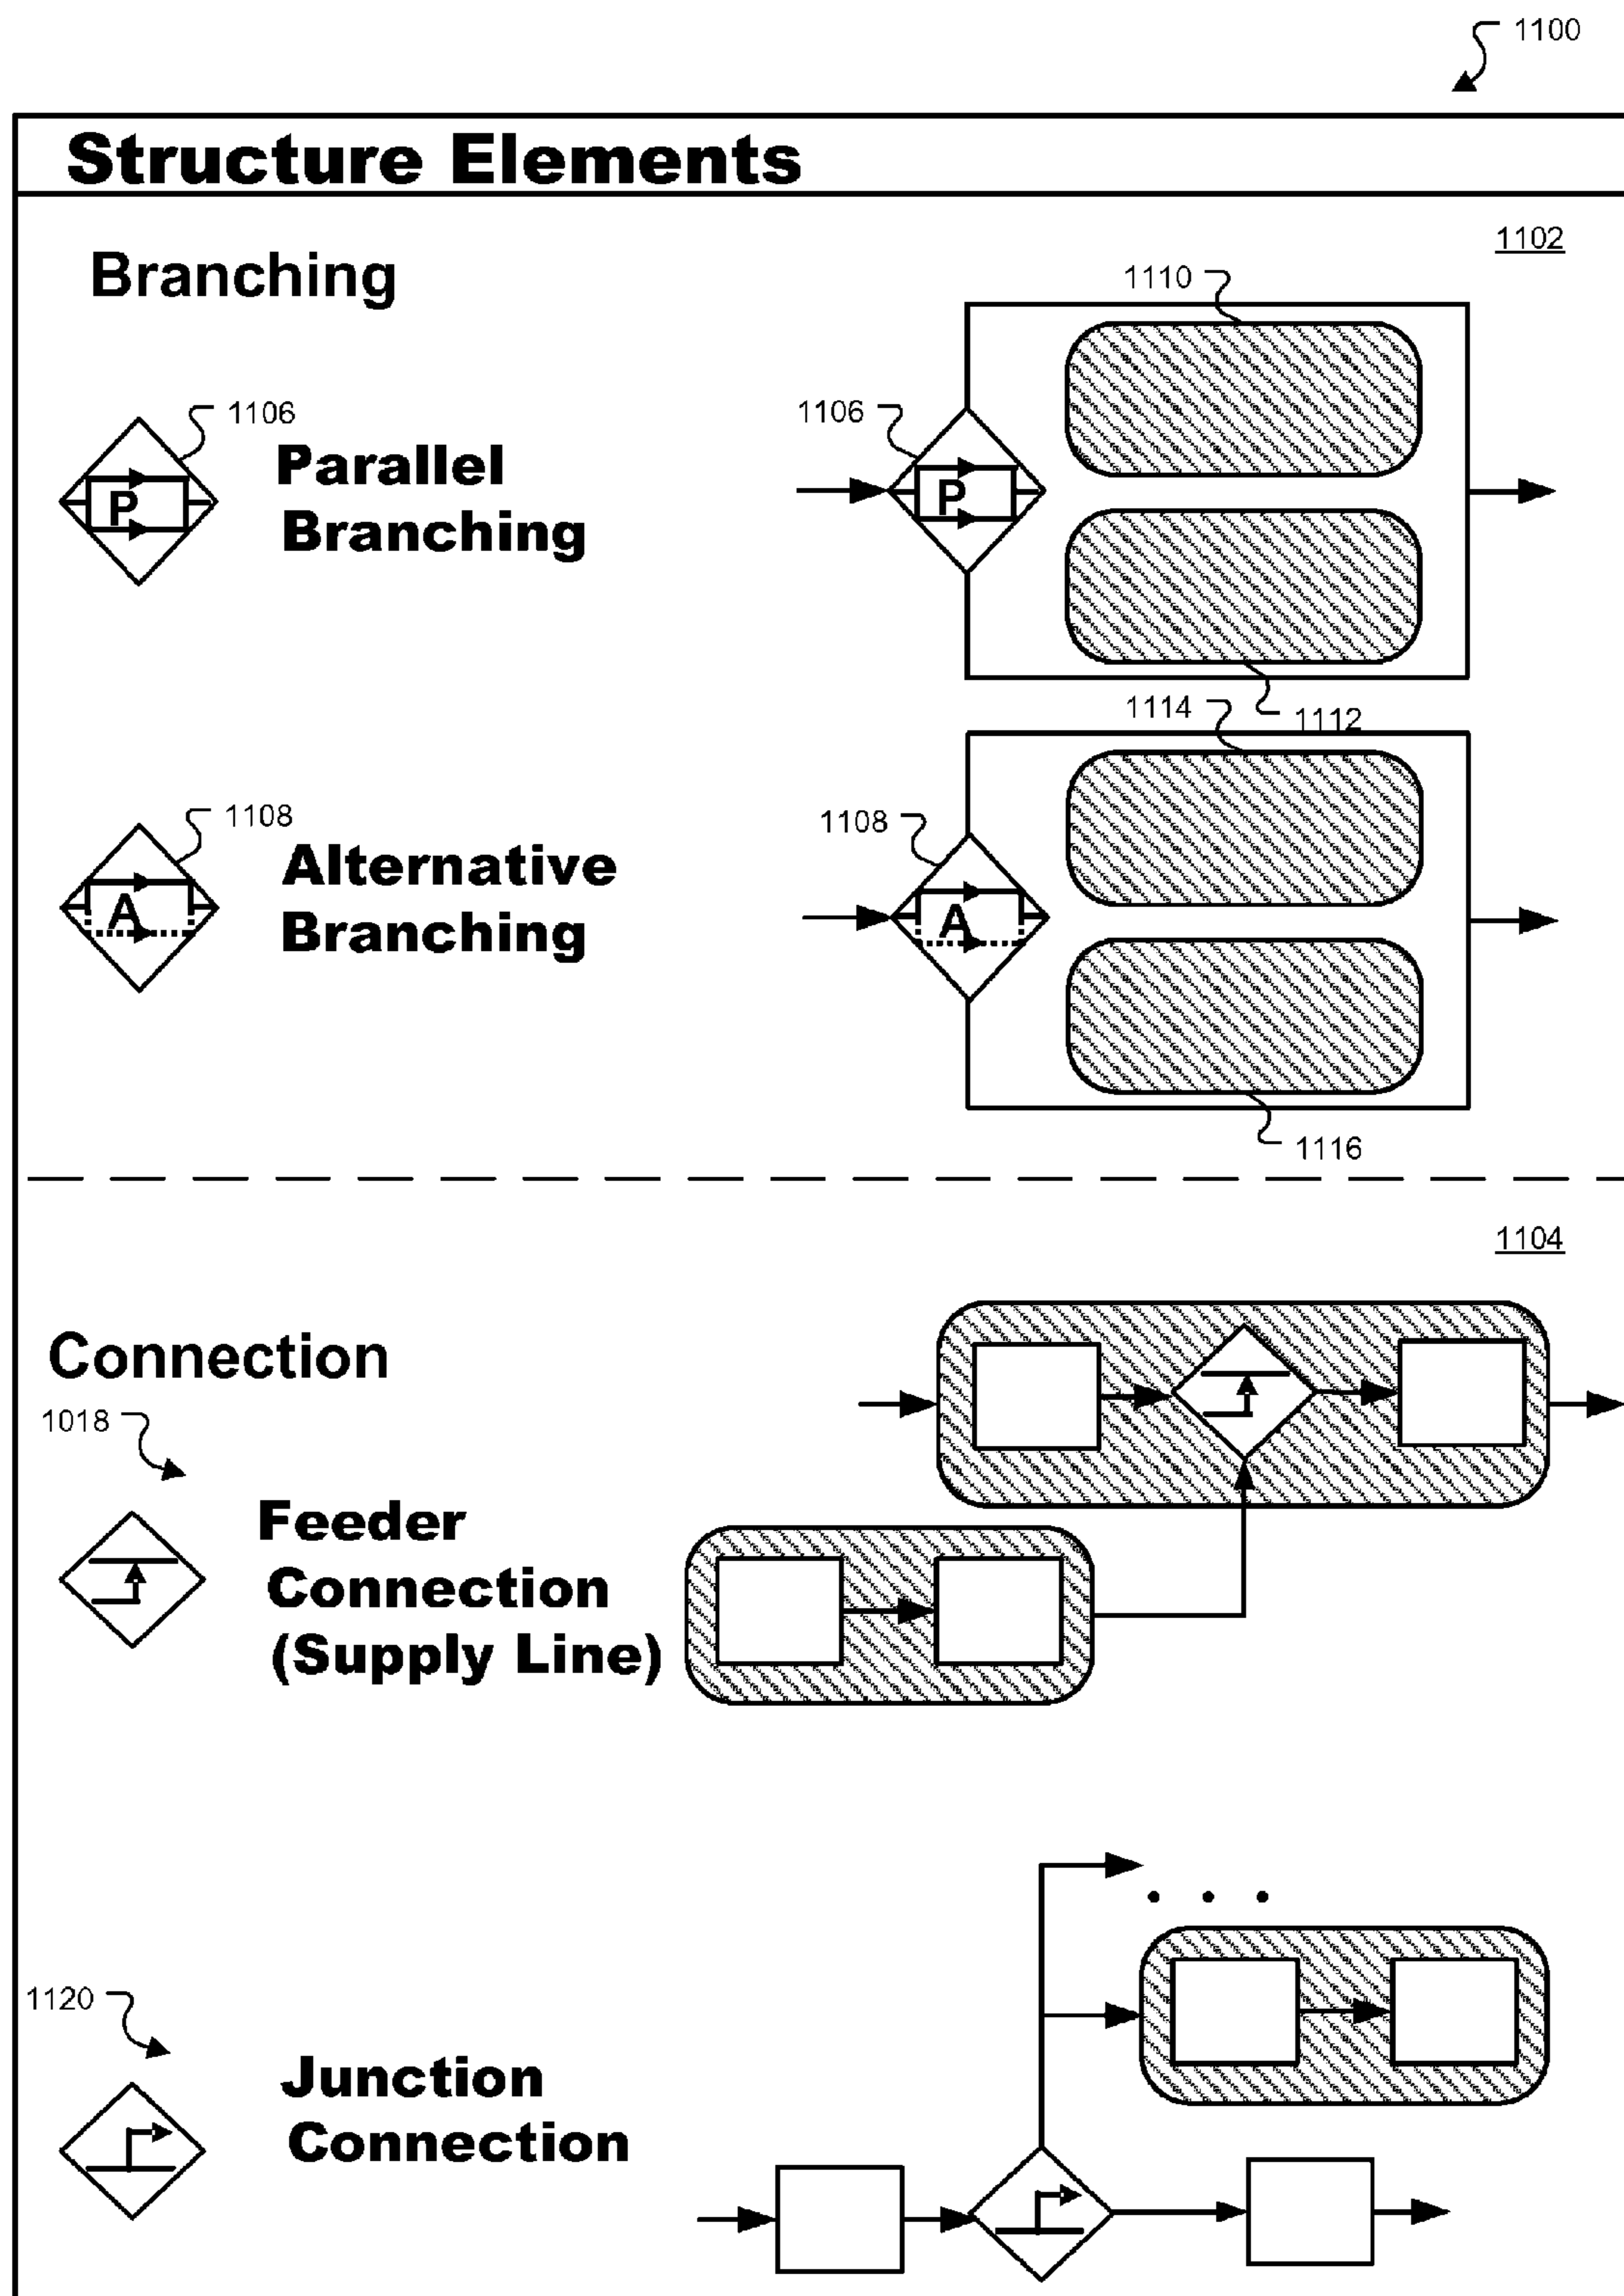 1100
Structure Elements
1102
Branching
1110
1106
Parallel
Branching
P
1106
P
1112
1114
1108
Alternative
Branching
A
1108
A
1116
1104
Connection
1018
Feeder
Connection
(Supply Line)
. . .
1120
Junction
Connection